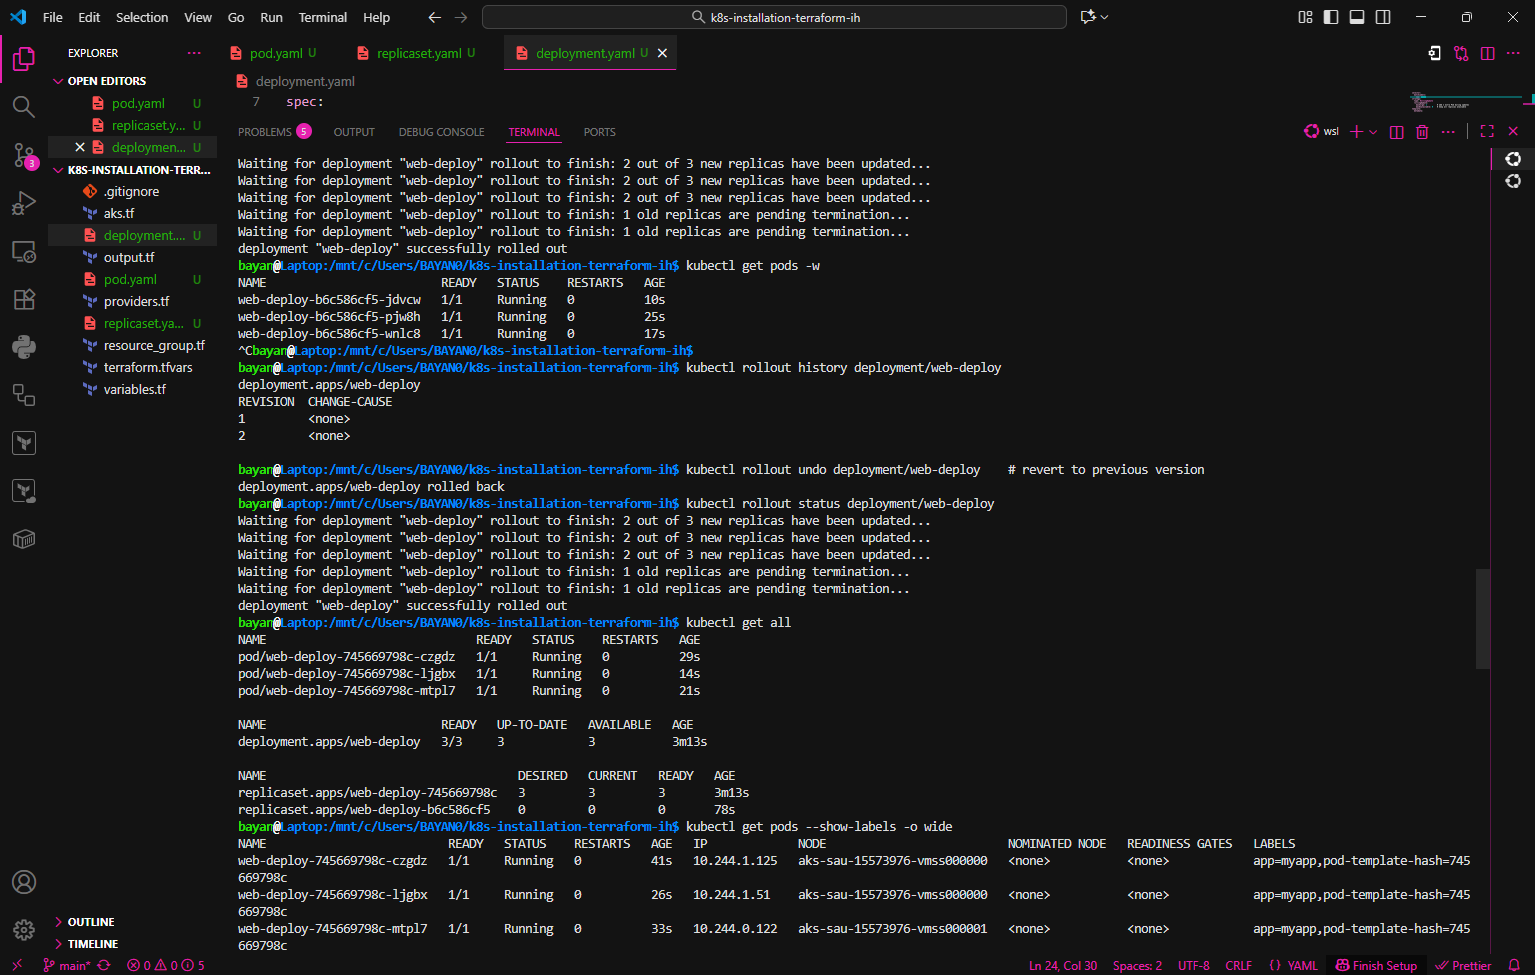 File Edit Selection View Go Run Terminal Help
k8s-installation-terraform-ih
EXPLORER
OPEN EDITORS
pod.yaml U
replicaset.y... U
deploymen... U
K8S-INSTALLATION-TERR...
.gitignore
aks.tf
deployment.... U
output.tf
pod.yaml U
providers.tf
replicaset.ya... U
resource_group.tf
terraform.tfvars
variables.tf
OUTLINE
TIMELINE
3
pod.yaml U replicaset.yaml U deployment.yaml U
deployment.yaml
7 spec:
PROBLEMS 5 OUTPUT DEBUG CONSOLE TERMINAL PORTS
wsl
Waiting for deployment "web-deploy" rollout to finish: 2 out of 3 new replicas have been updated...
Waiting for deployment "web-deploy" rollout to finish: 2 out of 3 new replicas have been updated...
Waiting for deployment "web-deploy" rollout to finish: 2 out of 3 new replicas have been updated...
Waiting for deployment "web-deploy" rollout to finish: 1 old replicas are pending termination...
Waiting for deployment "web-deploy" rollout to finish: 1 old replicas are pending termination...
deployment "web-deploy" successfully rolled out
bayan@Laptop:/mnt/c/Users/BAYAN0/k8s-installation-terraform-ih$ kubectl get pods -w
NAME READY STATUS RESTARTS AGE
web-deploy-b6c586cf5-jdvcw 1/1 Running 0 10s
web-deploy-b6c586cf5-pjw8h 1/1 Running 0 25s
web-deploy-b6c586cf5-wnlc8 1/1 Running 0 17s
^Cbayan@Laptop:/mnt/c/Users/BAYAN0/k8s-installation-terraform-ih$
bayan@Laptop:/mnt/c/Users/BAYAN0/k8s-installation-terraform-ih$ kubectl rollout history deployment/web-deploy
deployment.apps/web-deploy
REVISION CHANGE-CAUSE
1 <none>
2 <none>
bayan@Laptop:/mnt/c/Users/BAYAN0/k8s-installation-terraform-ih$ kubectl rollout undo deployment/web-deploy # revert to previous version
deployment.apps/web-deploy rolled back
bayan@Laptop:/mnt/c/Users/BAYAN0/k8s-installation-terraform-ih$ kubectl rollout status deployment/web-deploy
Waiting for deployment "web-deploy" rollout to finish: 2 out of 3 new replicas have been updated...
Waiting for deployment "web-deploy" rollout to finish: 2 out of 3 new replicas have been updated...
Waiting for deployment "web-deploy" rollout to finish: 2 out of 3 new replicas have been updated...
Waiting for deployment "web-deploy" rollout to finish: 1 old replicas are pending termination...
Waiting for deployment "web-deploy" rollout to finish: 1 old replicas are pending termination...
deployment "web-deploy" successfully rolled out
bayan@Laptop:/mnt/c/Users/BAYAN0/k8s-installation-terraform-ih$ kubectl get all
NAME READY STATUS RESTARTS AGE
pod/web-deploy-745669798c-czgdz 1/1 Running 0 29s
pod/web-deploy-745669798c-ljgbx 1/1 Running 0 14s
pod/web-deploy-745669798c-mtpl7 1/1 Running 0 21s
NAME READY UP-TO-DATE AVAILABLE AGE
deployment.apps/web-deploy 3/3 3 3 3m13s
NAME DESIRED CURRENT READY AGE
replicaset.apps/web-deploy-745669798c 3 3 3 3m13s
replicaset.apps/web-deploy-b6c586cf5 0 0 0 78s
bayan@Laptop:/mnt/c/Users/BAYAN0/k8s-installation-terraform-ih$ kubectl get pods --show-labels -o wide
NAME READY STATUS RESTARTS AGE IP NODE NOMINATED NODE READINESS GATES LABELS
web-deploy-745669798c-czgdz 1/1 Running 0 41s 10.244.1.125 aks-sau-15573976-vmss000000 <none> <none> app=myapp,pod-template-hash=745
669798c
web-deploy-745669798c-ljgbx 1/1 Running 0 26s 10.244.1.51 aks-sau-15573976-vmss000000 <none> <none> app=myapp,pod-template-hash=745
669798c
web-deploy-745669798c-mtpl7 1/1 Running 0 33s 10.244.0.122 aks-sau-15573976-vmss000001 <none> <none> app=myapp,pod-template-hash=745
669798c
main* 0 0 5 Ln 24, Col 30 Spaces: 2 UTF-8 CRLF {} YAML Finish Setup Prettier